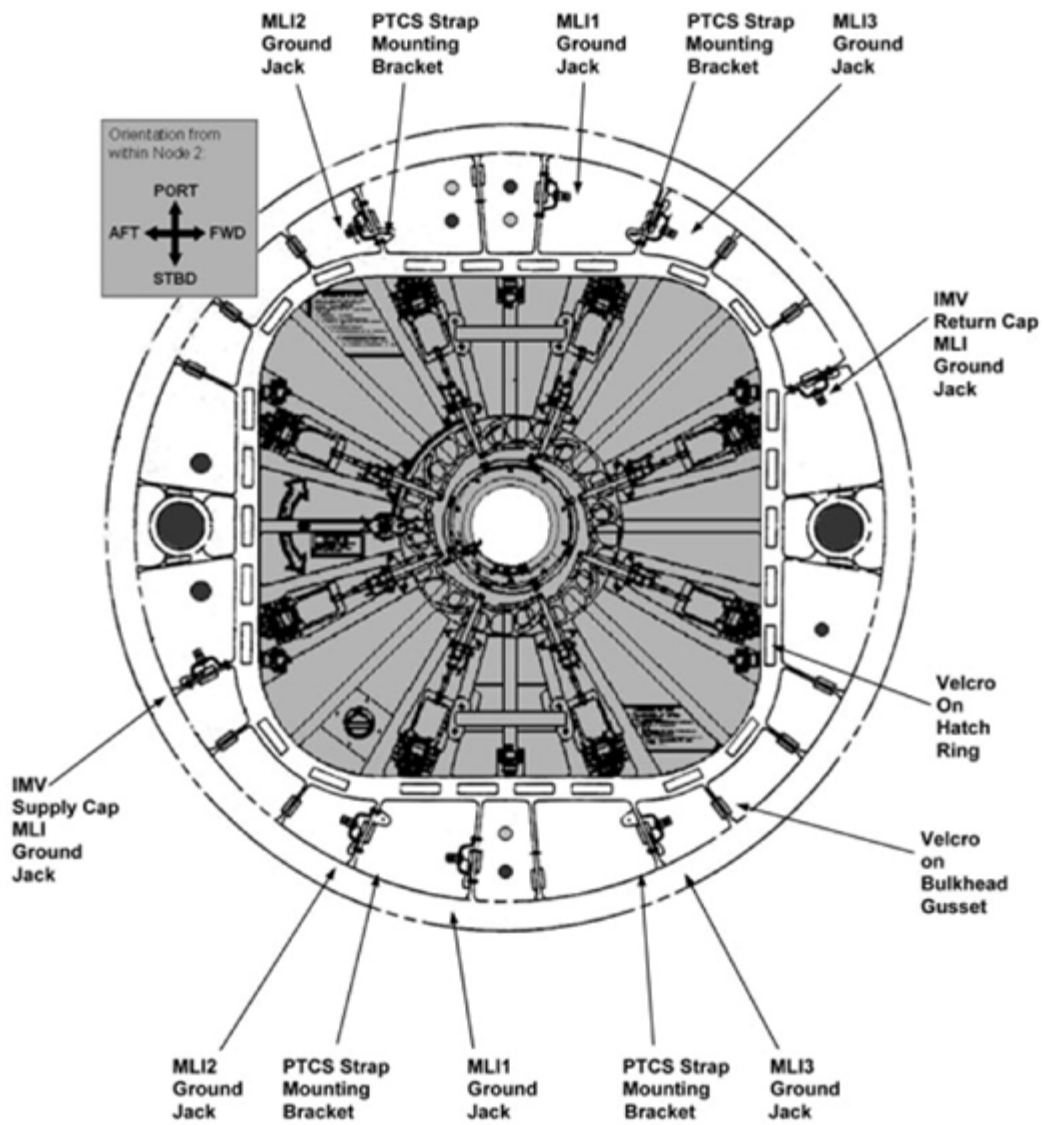 MLI2
Ground
Jack
PTCS Strap
Mounting
Bracket
MLI1
Ground
Jack
PTCS Strap
Mounting
Bracket
MLI3
Ground
Jack
Orientation from
within Node 2:
PORT
AFT
FWD
STBD
IMV
Return Cap
MLI
Ground
Jack
Velcro
On
Hatch
Ring
IMV
Supply Cap
MLI
Ground
Jack
Velcro
on
Bulkhead
Gusset
MLI2
Ground
Jack
PTCS Strap
Mounting
Bracket
MLI1
Ground
Jack
PTCS Strap
Mounting
Bracket
MLI3
Ground
Jack